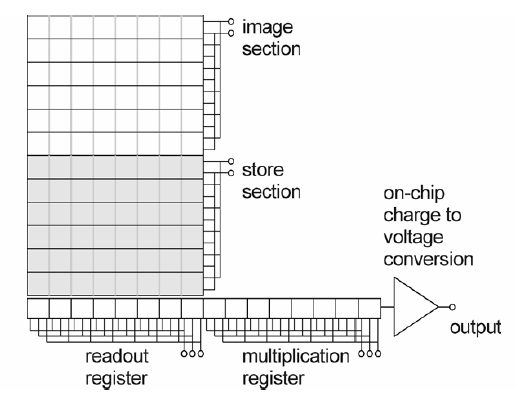 image
section
store
section
on-chip
charge to
voltage
conversion
output
readout
register
multiplication
register